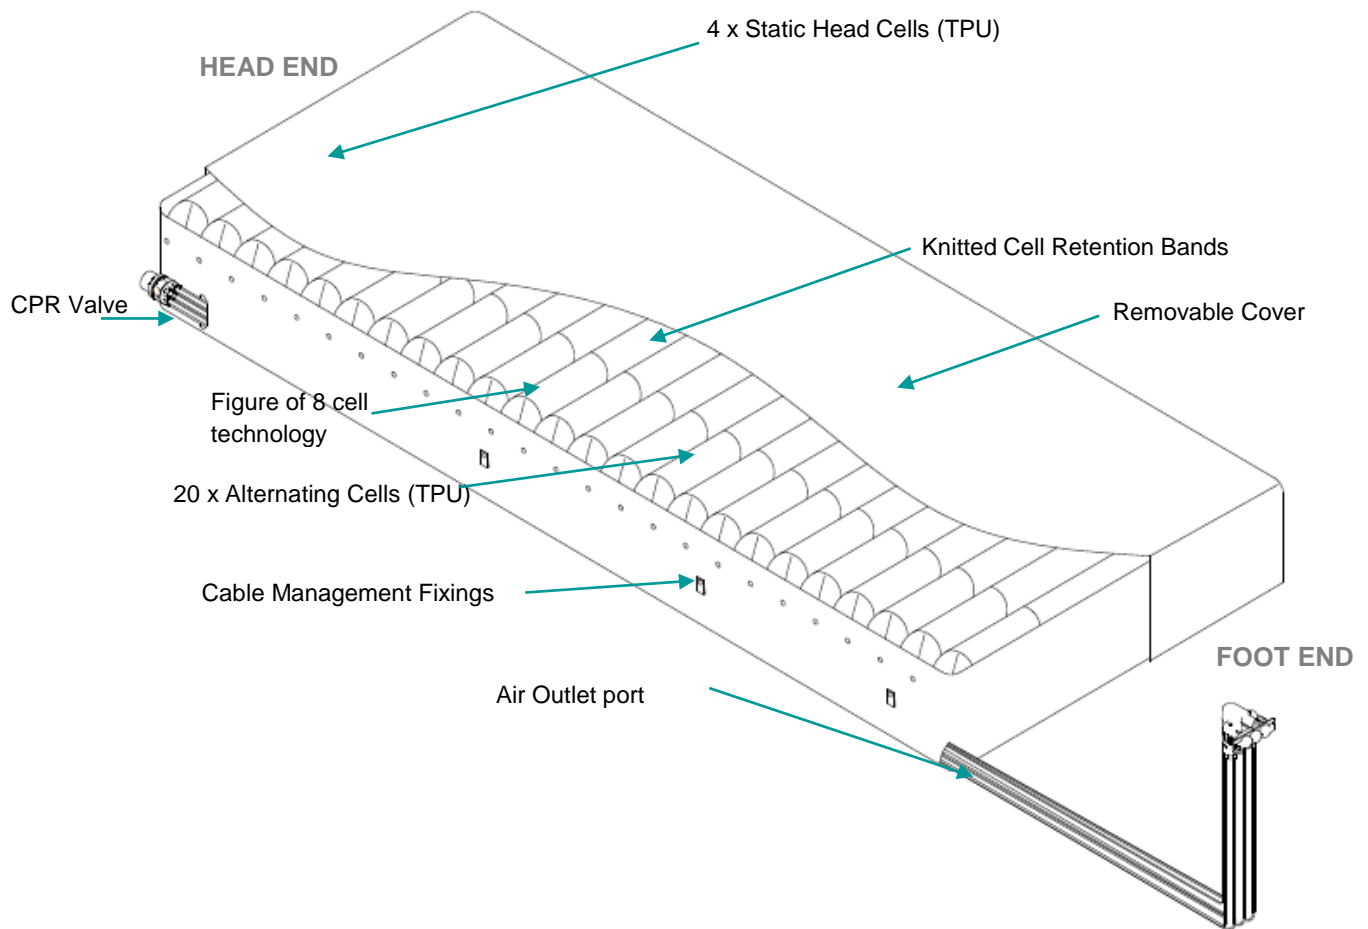 4 x Static Head Cells (TPU)
HEAD END
Knitted Cell Retention Bands
CPR Valve
Removable Cover
Figure of 8 cell
technology
20 x Alternating Cells (TPU)
Cable Management Fixings
FOOT END
Air Outlet port